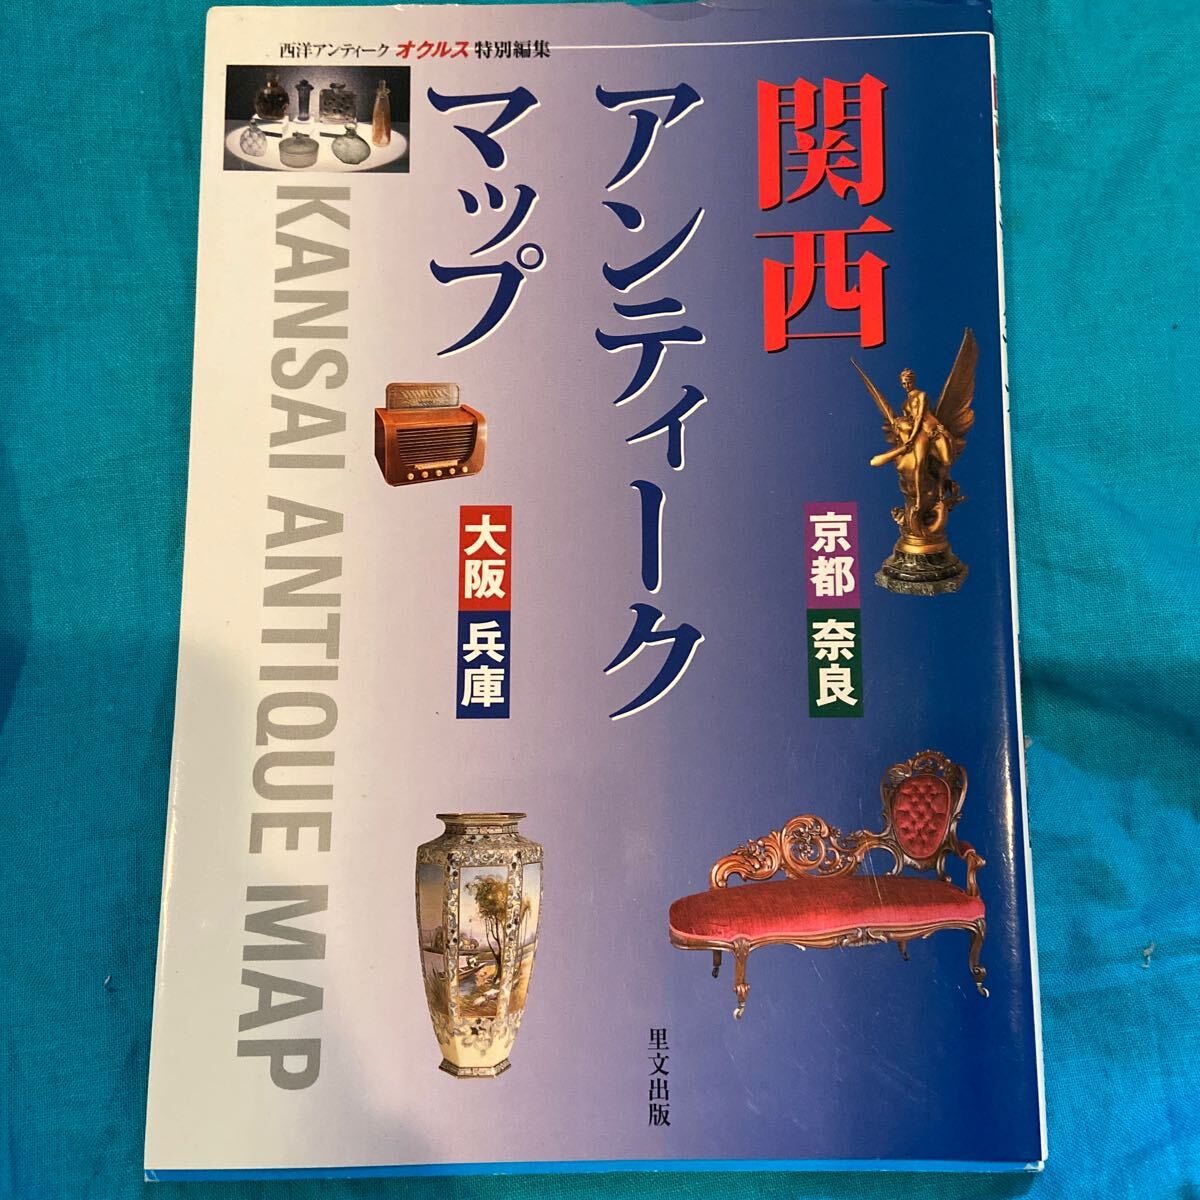 西洋アンティーク オクルス 特別編集
関西
アンティーク
マップ
KANSAI ANTIQUE MAP
京都
奈良
大阪
兵庫
里文出版